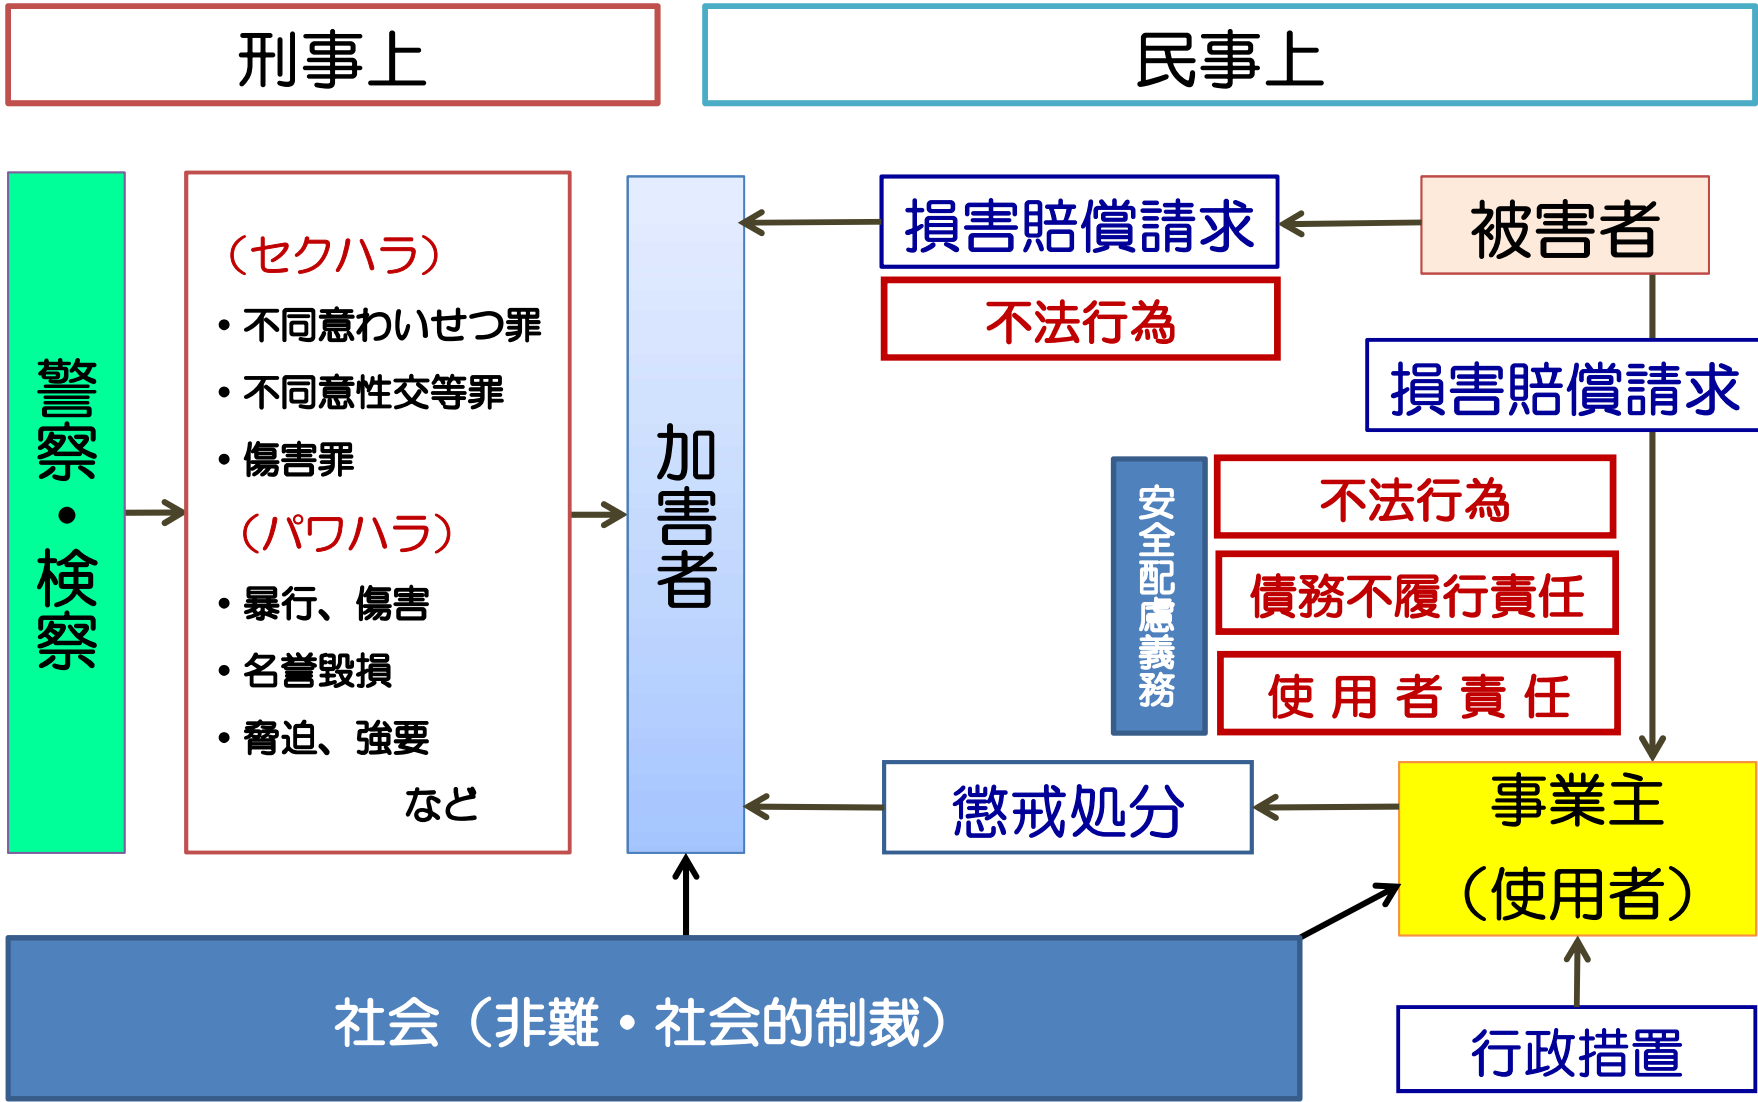 刑事上
民事上
警察・検察
（セクハラ）
・不同意わいせつ罪
・不同意性交等罪
・傷害罪
（パワハラ）
・暴行、傷害
・名誉毀損
・脅迫、強要
など
加害者
損害賠償請求
不法行為
被害者
損害賠償請求
安全配慮義務
不法行為
債務不履行責任
使用者責任
懲戒処分
事業主
（使用者）
社会（非難・社会的制裁）
行政措置